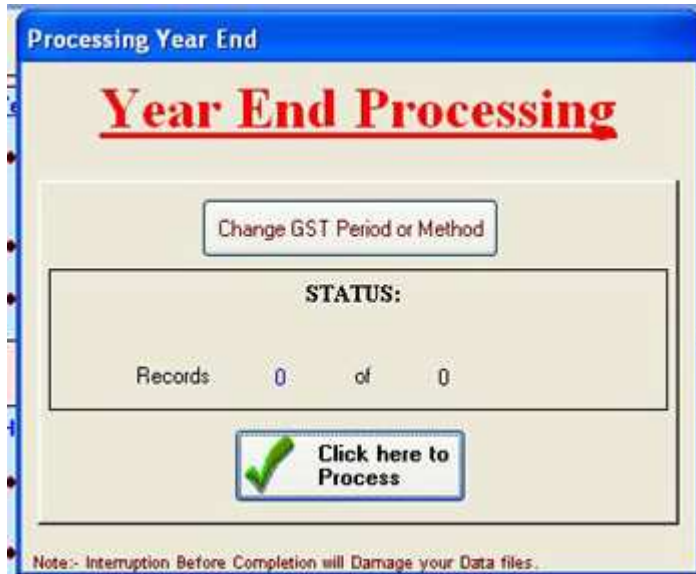 Processing Year End
Year End Processing
Change GST Period or Method
STATUS:
Records 0 of 0
Click here to
Process
Note:- Interruption Before Completion will Damage your Data files.